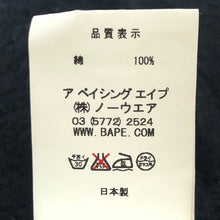 品質表示
綿 100%
ア ベイシング エイプ
(株) ノーウエア
03 (5772) 2524
WWW.BAPE.COM
日本製